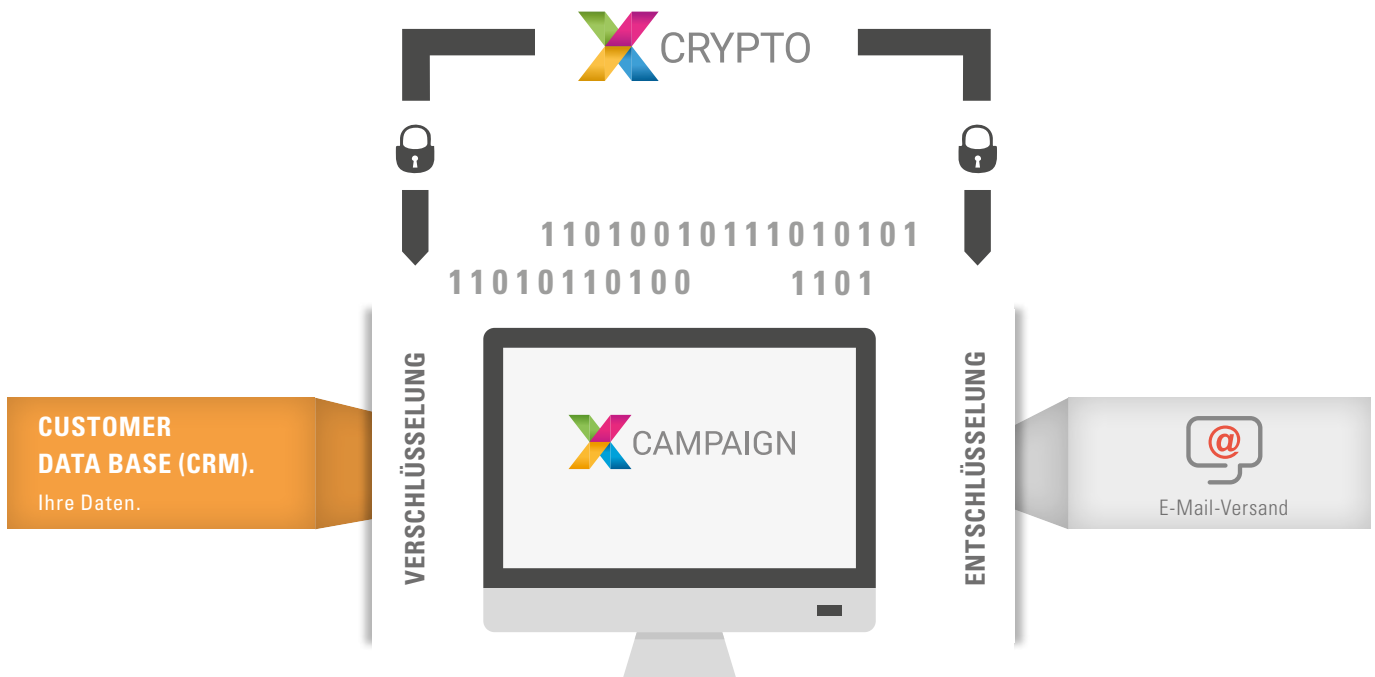 X CRYPTO
11010010111010101
11010110100 1101
VERSCHLÜSSELUNG
ENTSCHLÜSSELUNG
CUSTOMER
DATA BASE (CRM).
Ihre Daten.
X CAMPAIGN
@
E-Mail-Versand